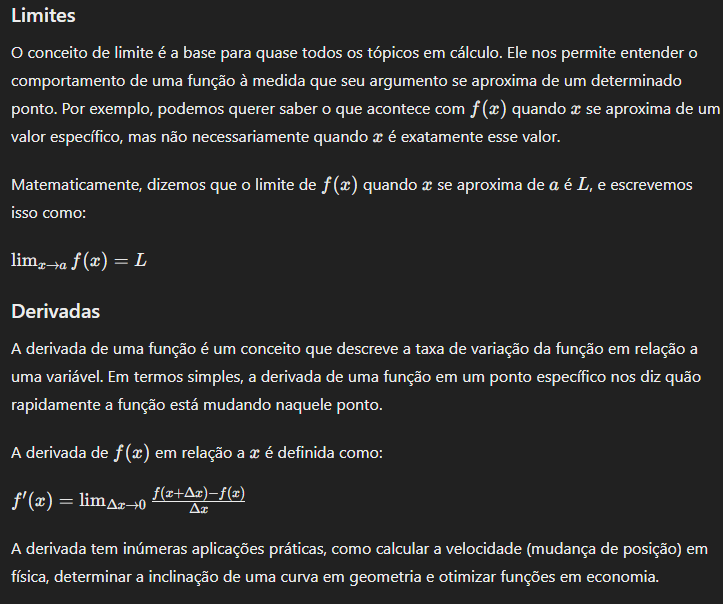 Limites
O conceito de limite é a base para quase todos os tópicos em cálculo. Ele nos permite entender o
comportamento de uma função à medida que seu argumento se aproxima de um determinado
ponto. Por exemplo, podemos querer saber o que acontece com f(x) quando x se aproxima de um
valor específico, mas não necessariamente quando x é exatamente esse valor.
Matematicamente, dizemos que o limite de f(x) quando x se aproxima de a é L, e escrevemos
isso como:
lim_{x→a} f(x) = L
Derivadas
A derivada de uma função é um conceito que descreve a taxa de variação da função em relação a
uma variável. Em termos simples, a derivada de uma função em um ponto específico nos diz quão
rapidamente a função está mudando naquele ponto.
A derivada de f(x) em relação a x é definida como:
f′(x) = lim_{Δx→0} \frac{f(x+Δx)−f(x)}{Δx}
A derivada tem inúmeras aplicações práticas, como calcular a velocidade (mudança de posição) em
física, determinar a inclinação de uma curva em geometria e otimizar funções em economia.